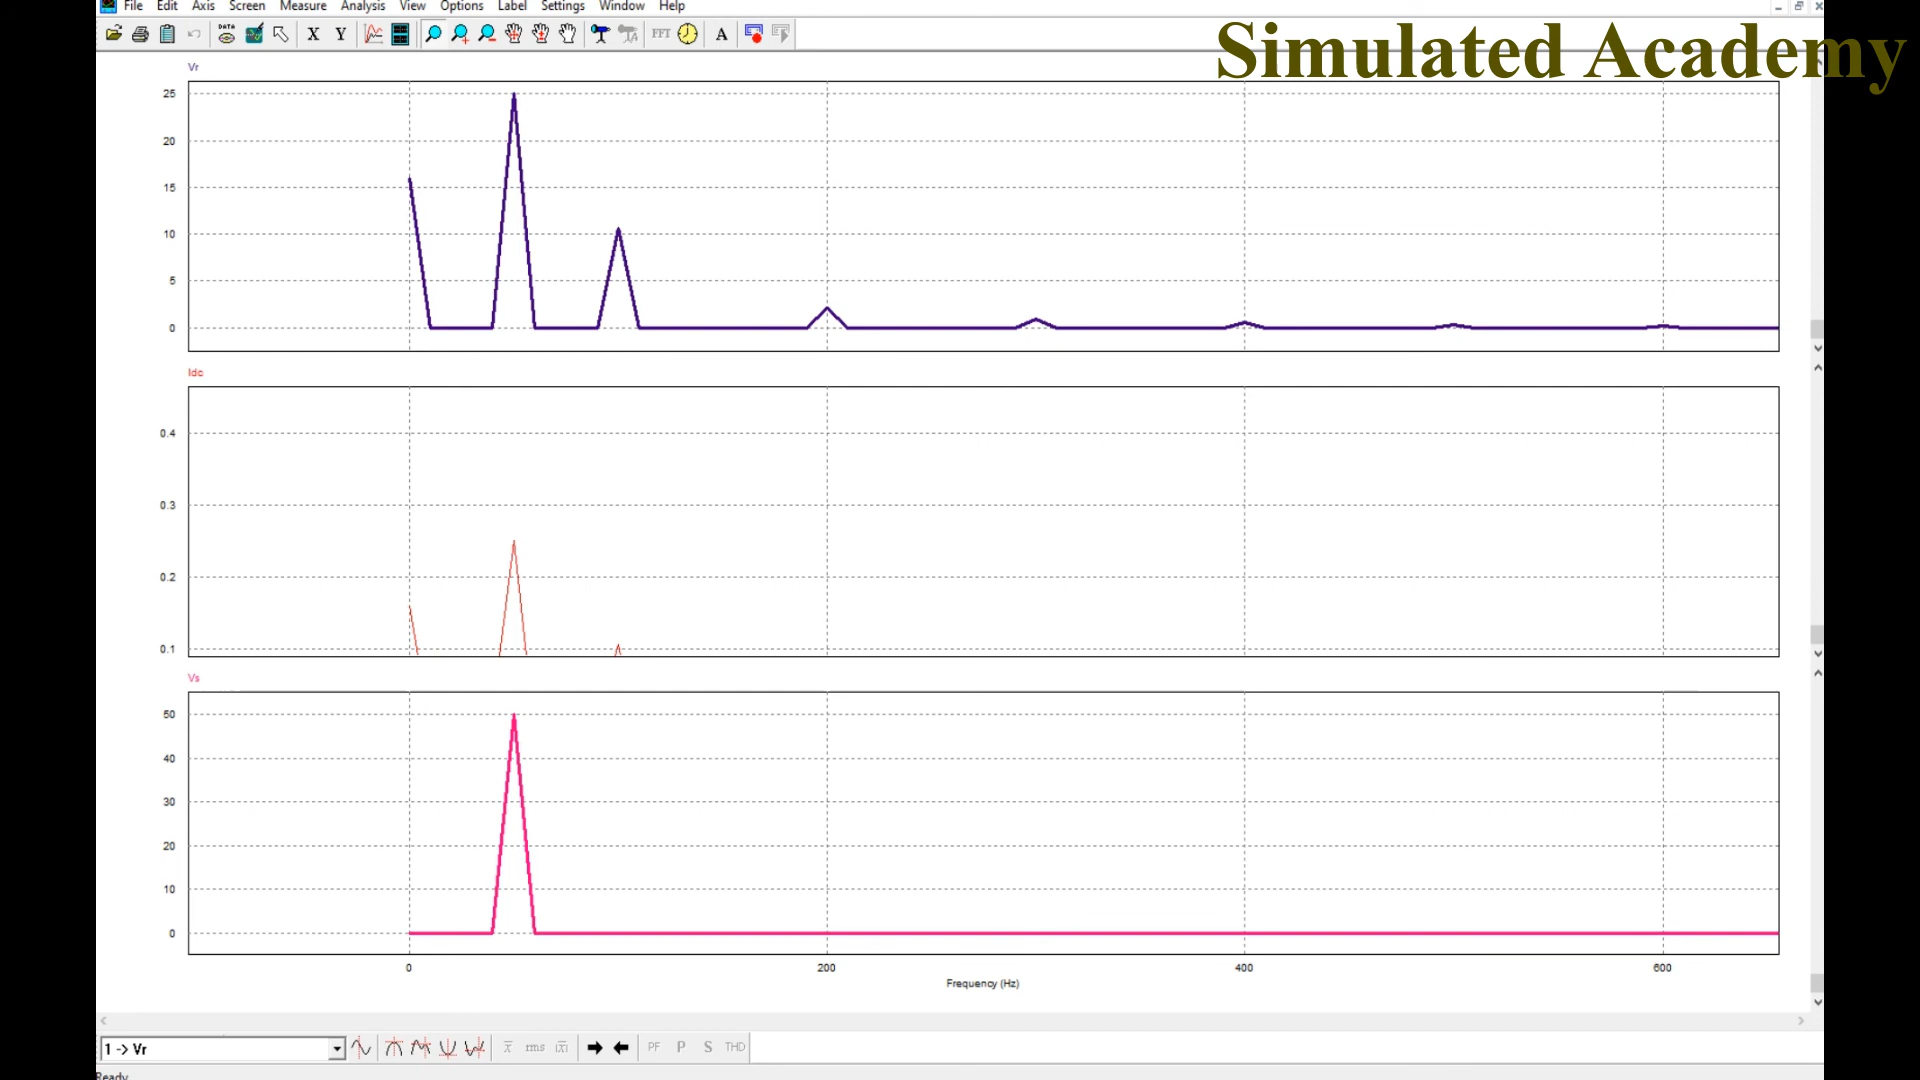 File Edit Axis Screen Measure Analysis View Options Label Settings Window Help
DATA X Y FFT A
Simulated Academy
Vr
25
20
15
10
5
0
Idc
0.4
0.3
0.2
0.1
Vs
50
40
30
20
10
0
0 200 400 600
Frequency (Hz)
1 -> Vr x rms |x| PF P S THD
Ready